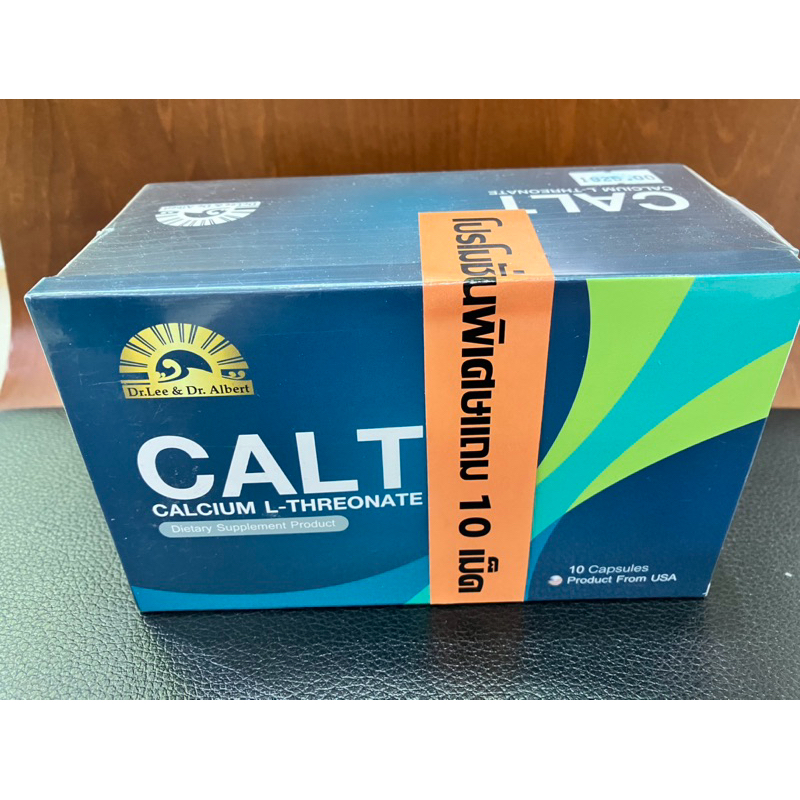 CALT
CALCIUM L-THREONATE
Dr.Lee & Dr. Albert
CALT
CALCIUM L-THREONATE
Dietary Supplement Product
โปรโมชั่นพิเศษแถม 10 เม็ด
10 Capsules
Product From USA